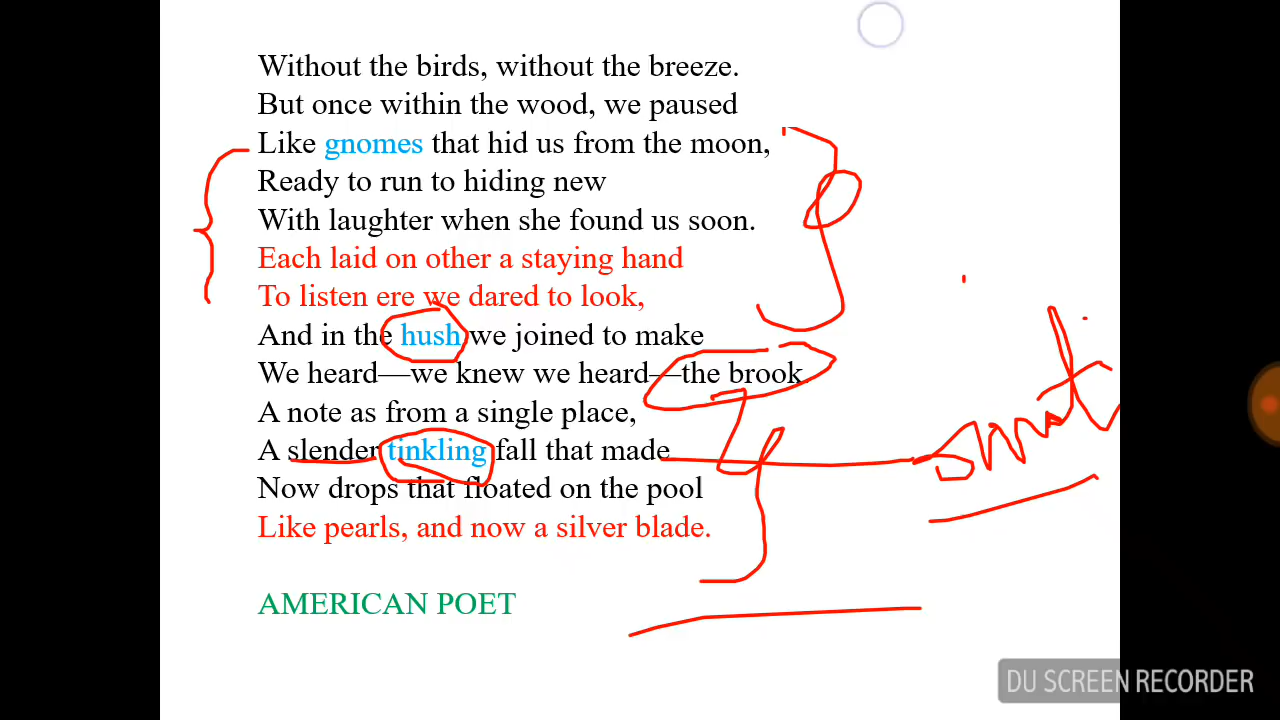 Without the birds, without the breeze.
But once within the wood, we paused
Like gnomes that hid us from the moon,
Ready to run to hiding new
With laughter when she found us soon.
Each laid on other a staying hand
To listen ere we dared to look,
And in the hush we joined to make
We heard—we knew we heard—the brook.
A note as from a single place,
A slender tinkling fall that made
Now drops that floated on the pool
Like pearls, and now a silver blade.
AMERICAN POET
DU SCREEN RECORDER